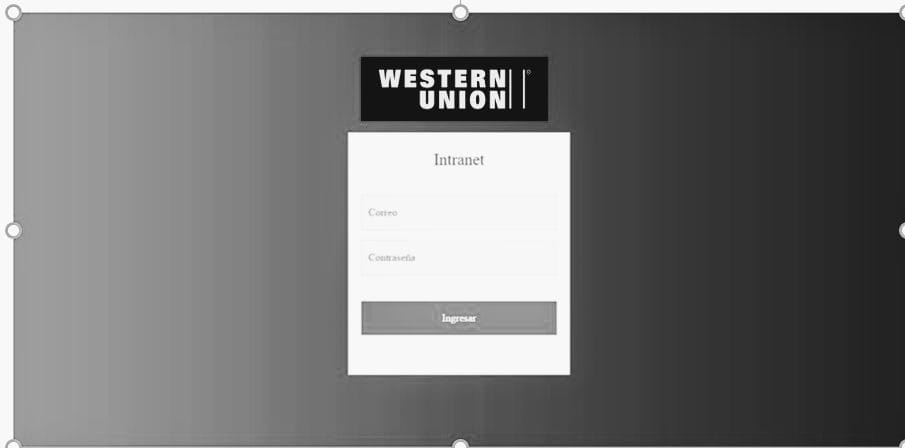 WESTERN
UNION ®
Intranet
Correo
Contraseña
Ingresar